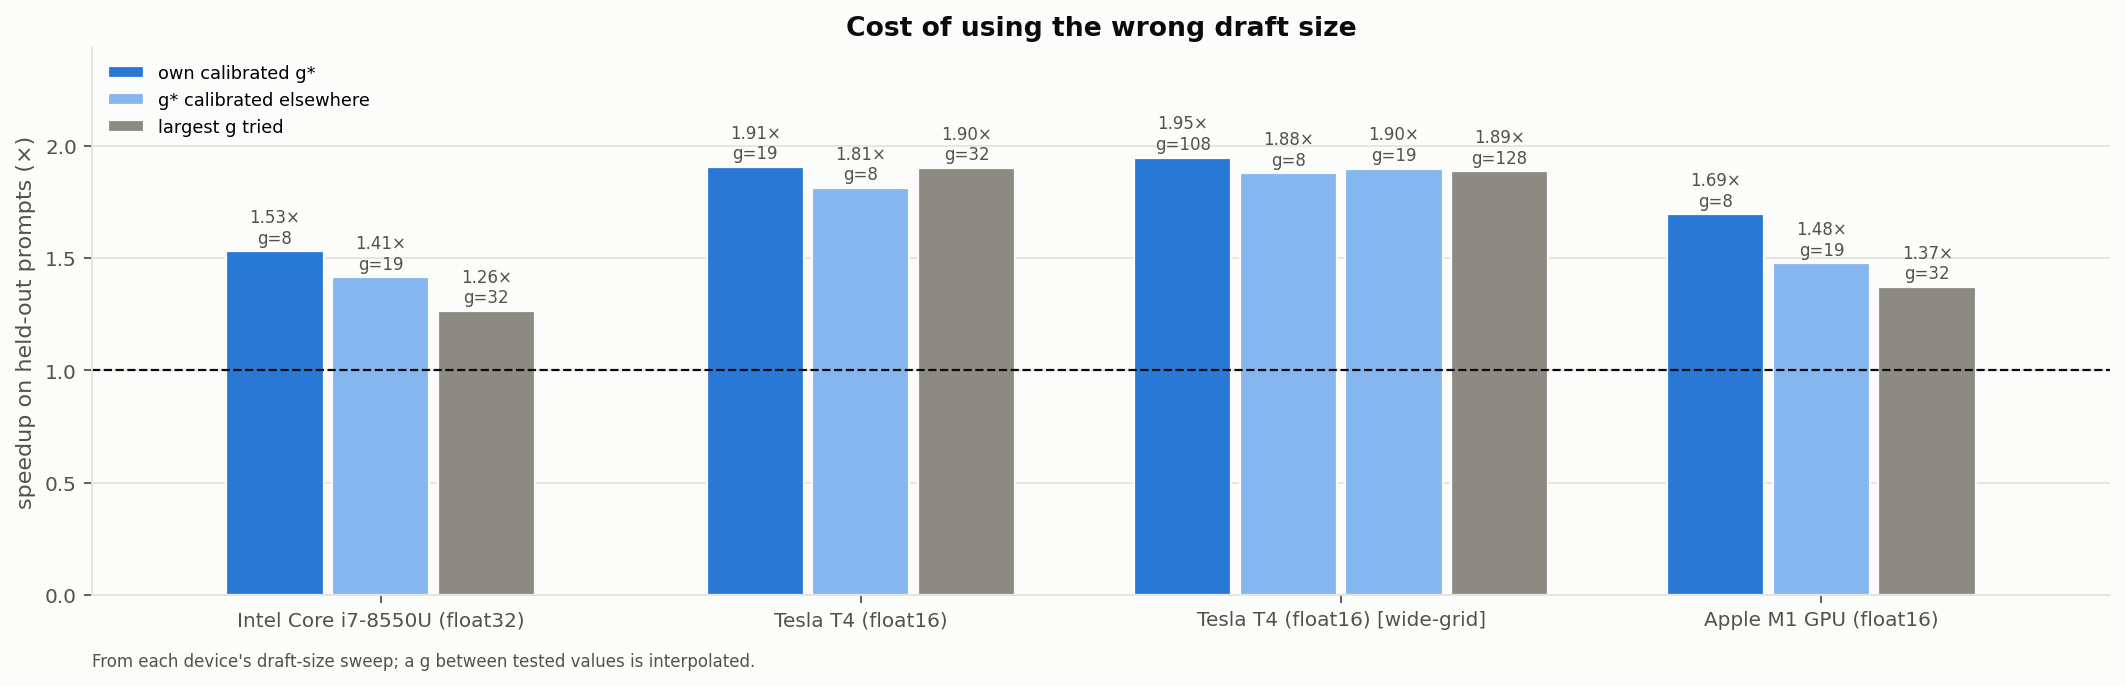 Cost of using the wrong draft size
own calibrated g*
g* calibrated elsewhere
largest g tried
speedup on held-out prompts (×)
2.0
1.5
1.0
0.5
0.0
1.53×
g=8
1.41×
g=19
1.26×
g=32
1.91×
g=19
1.81×
g=8
1.90×
g=32
1.95×
g=108
1.88×
g=8
1.90×
g=19
1.89×
g=128
1.69×
g=8
1.48×
g=19
1.37×
g=32
Intel Core i7-8550U (float32)
Tesla T4 (float16)
Tesla T4 (float16) [wide-grid]
Apple M1 GPU (float16)
From each device's draft-size sweep; a g between tested values is interpolated.